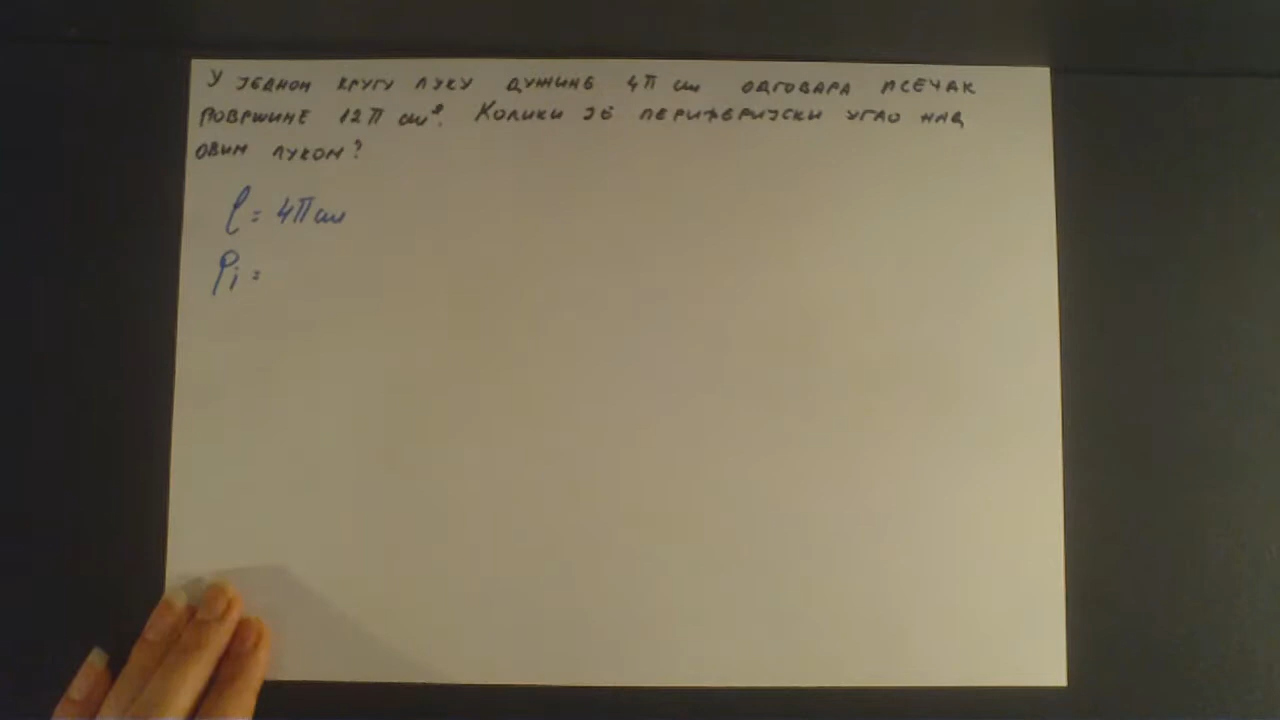 У једном кругу луку дужине 4π cm одговара исечак
површине 12π cm². Колики је периферијски угао над
овим луком?
l = 4π cm
Pi =